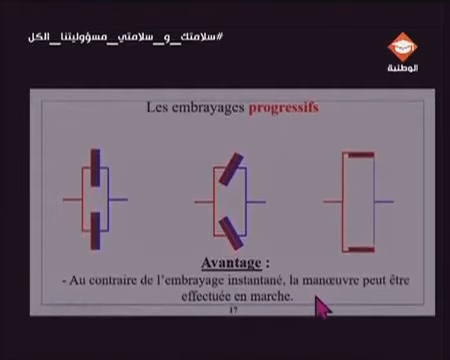 #سلامتك_و_سلامتي_مسؤوليتنا_الكل
الوطنية
Les embrayages progressifs
Avantage :
- Au contraire de l'embrayage instantané, la manœuvre peut être
effectuée en marche.
17